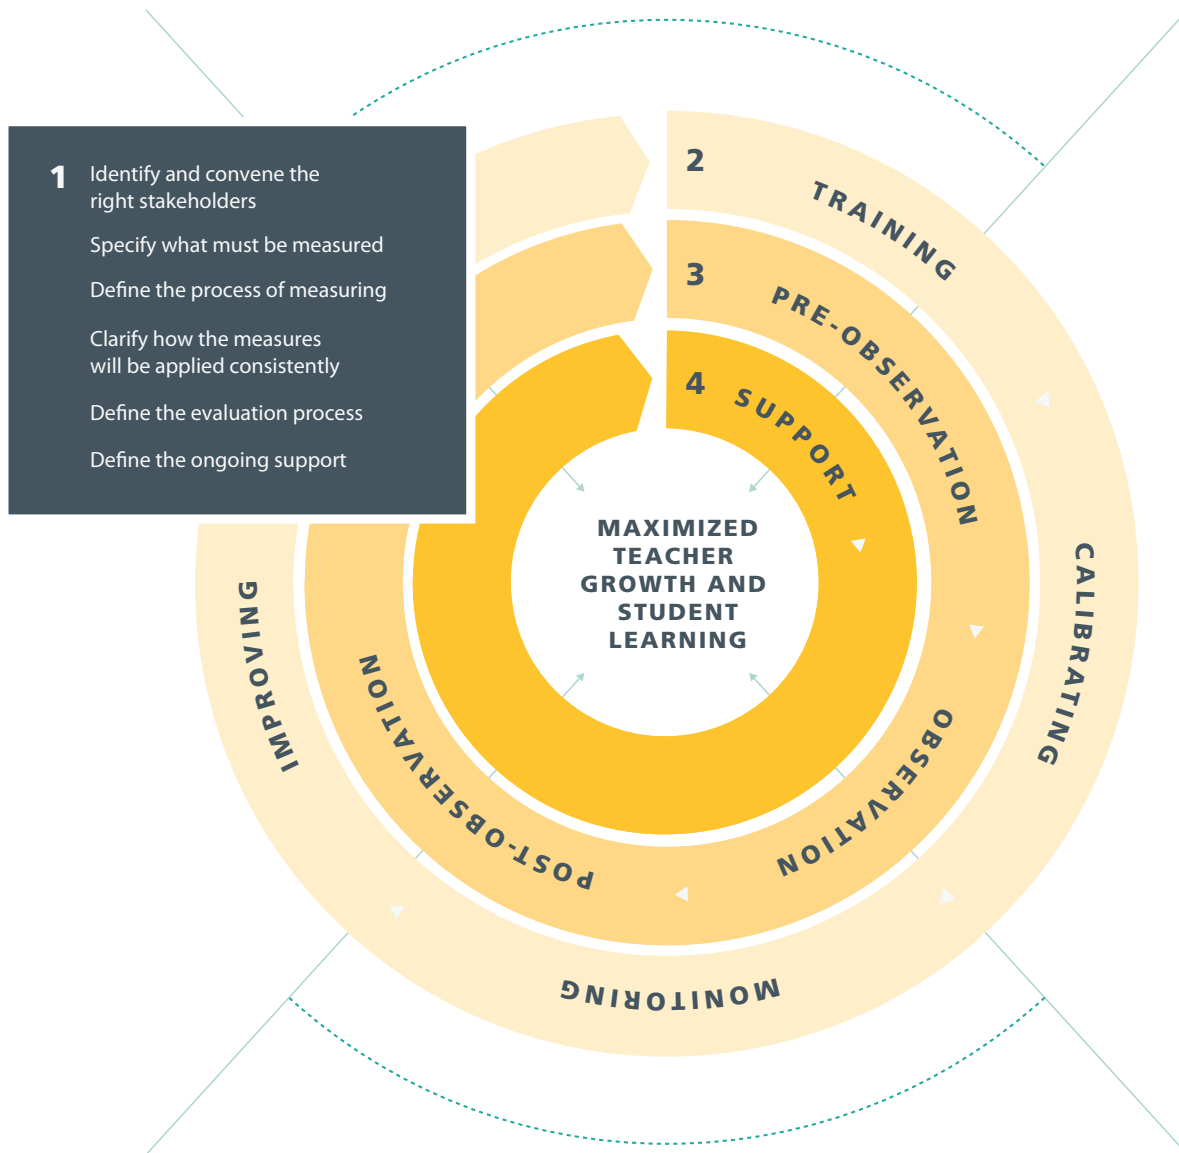 1 Identify and convene the
right stakeholders
Specify what must be measured
Define the process of measuring
Clarify how the measures
will be applied consistently
Define the evaluation process
Define the ongoing support
2 TRAINING
CALIBRATING
MONITORING
IMPROVING
3 PRE-OBSERVATION
OBSERVATION
POST-OBSERVATION
4 SUPPORT
MAXIMIZED
TEACHER
GROWTH AND
STUDENT
LEARNING